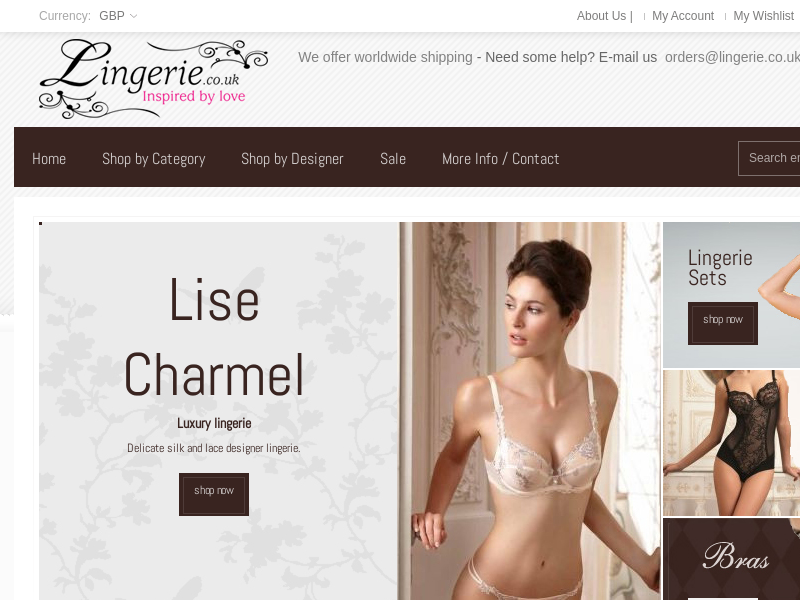 Currency: GBP
About Us |
My Account
My Wishlist
Lingerie.co.uk
Inspired by love
We offer worldwide shipping - Need some help? E-mail us orders@lingerie.co.uk
Home
Shop by Category
Shop by Designer
Sale
More Info / Contact
Search en
Lise
Charmel
Luxury lingerie
Delicate silk and lace designer lingerie.
shop now
Lingerie
Sets
shop now
Bras